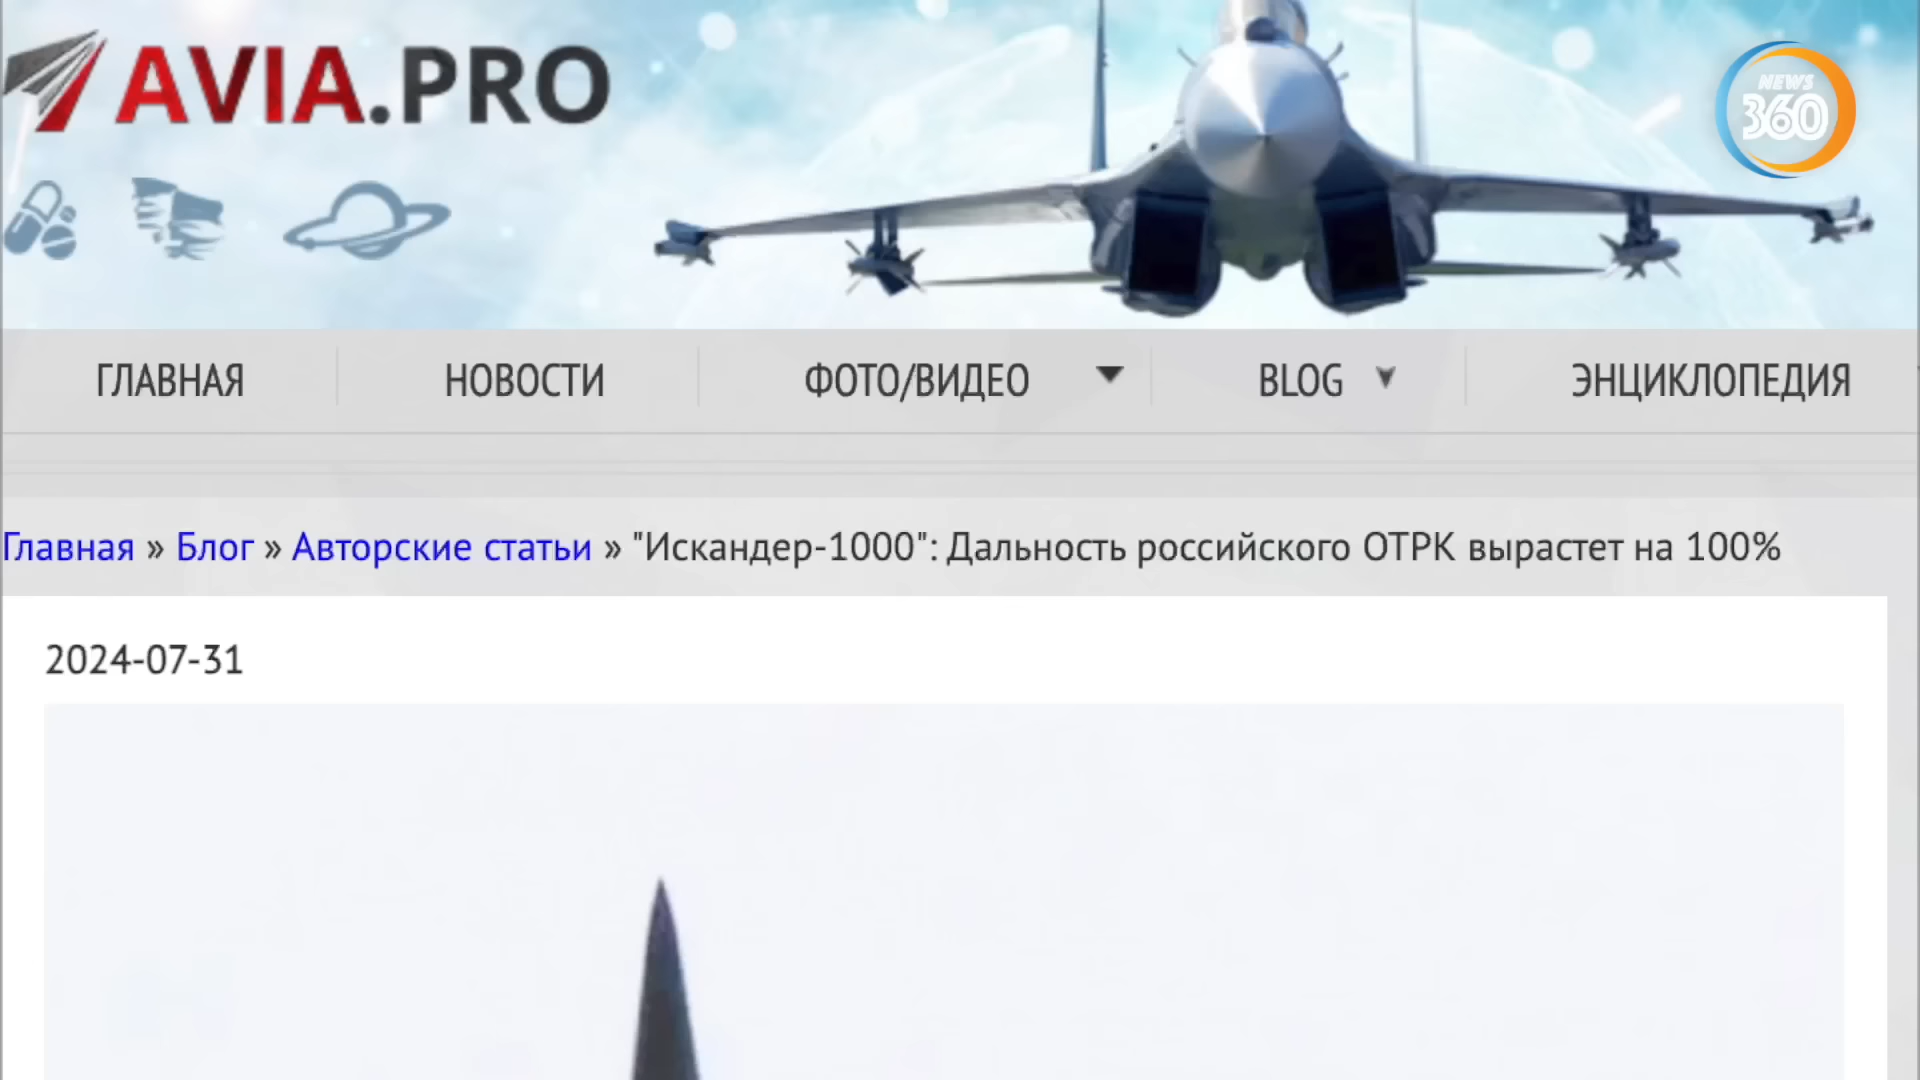 AVIA.PRO
NEWS
360
ГЛАВНАЯ НОВОСТИ ФОТО/ВИДЕО BLOG ЭНЦИКЛОПЕДИЯ
Главная » Блог » Авторские статьи » "Искандер-1000": Дальность российского ОТРК вырастет на 100%
2024-07-31